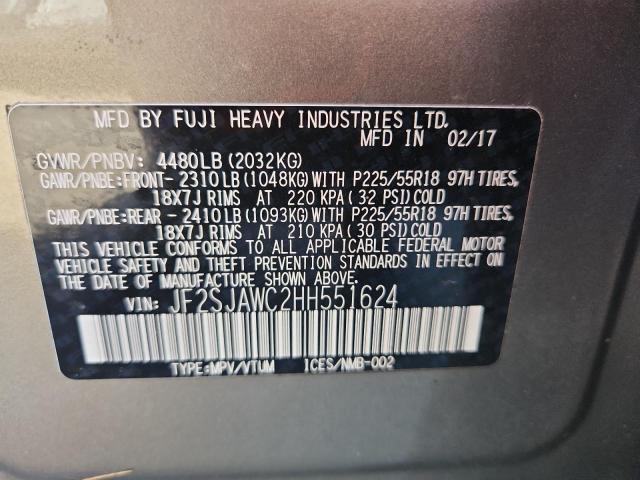 MFD BY FUJI HEAVY INDUSTRIES LTD.
MFD IN 02/17
GVWR/PNBV: 4480LB (2032KG)
GAWR/PNBE:FRONT- 2310LB (1048KG) WITH P225/55R18 97H TIRES,
18X7J RIMS AT 220 KPA (32 PSI) COLD
GAWR/PNBE:REAR - 2410LB (1093KG) WITH P225/55R18 97H TIRES,
18X7J RIMS AT 210 KPA (30 PSI) COLD
THIS VEHICLE CONFORMS TO ALL APPLICABLE FEDERAL MOTOR
VEHICLE SAFETY AND THEFT PREVENTION STANDARDS IN EFFECT ON
THE DATE OF MANUFACTURE SHOWN ABOVE.
VIN: JF2SJAWC2HH551624
TYPE:MPV/VTUM ICES/NMB-002